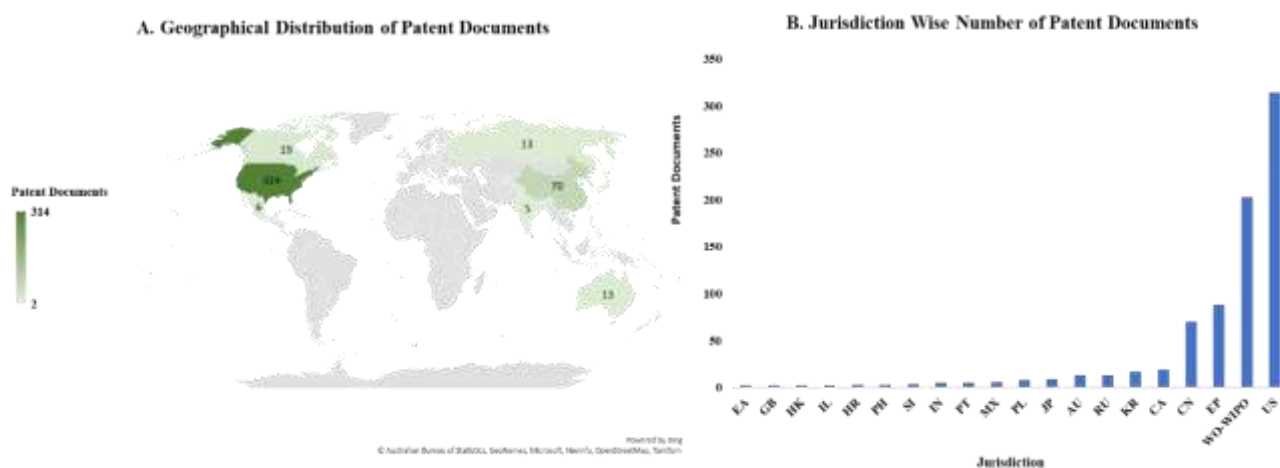 A. Geographical Distribution of Patent Documents
Patent Documents
314
2
13
70
5
13
Powered by Bing
© Australian Bureau of Statistics, GeoNames, Microsoft, Navinfo, OpenStreetMap, TomTom
B. Jurisdiction Wise Number of Patent Documents
Patent Documents
350
300
250
200
150
100
50
0
EA
GB
HK
IL
HR
PH
SI
IN
PT
MX
PL
JP
AU
RU
KR
CA
CN
EP
WO-WIPO
US
Jurisdiction